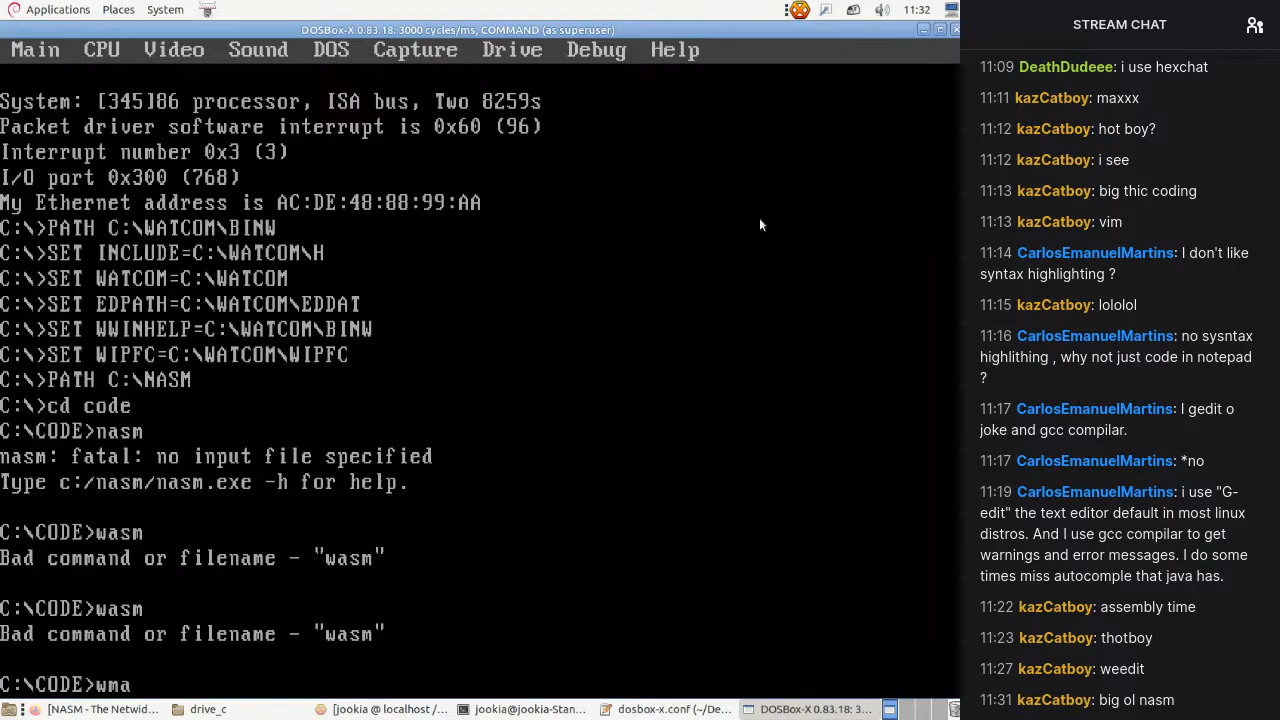 Applications Places System 11:32
DOSBox-X 0.83.18: 3000 cycles/ms, COMMAND (as superuser)
Main CPU Video Sound DOS Capture Drive Debug Help
System: [345]86 processor, ISA bus, Two 8259s
Packet driver software interrupt is 0x60 (96)
Interrupt number 0x3 (3)
I/O port 0x300 (768)
My Ethernet address is AC:DE:48:88:99:AA
C:\>PATH C:\WATCOM\BINW
C:\>SET INCLUDE=C:\WATCOM\H
C:\>SET WATCOM=C:\WATCOM
C:\>SET EDPATH=C:\WATCOM\EDDAT
C:\>SET WWINHELP=C:\WATCOM\BINW
C:\>SET WIPFC=C:\WATCOM\WIPFC
C:\>PATH C:\NASM
C:\>cd code
C:\CODE>nasm
nasm: fatal: no input file specified
Type c:/nasm/nasm.exe -h for help.
C:\CODE>wasm
Bad command or filename - "wasm"
C:\CODE>wasm
Bad command or filename - "wasm"
C:\CODE>wma
[NASM - The Netwid... drive_c [jookia@localhost /... jookia@jookia-Stan... dosbox-x.conf (~/De... DOSBox-X 0.83.18: 3...
STREAM CHAT
11:09 DeathDudeee: i use hexchat
11:11 kazCatboy: maxxx
11:12 kazCatboy: hot boy?
11:12 kazCatboy: i see
11:13 kazCatboy: big thic coding
11:13 kazCatboy: vim
11:14 CarlosEmanuelMartins: I don't like
syntax highlighting ?
11:15 kazCatboy: lololol
11:16 CarlosEmanuelMartins: no sysntax
highlithing , why not just code in notepad
?
11:17 CarlosEmanuelMartins: I gedit o
joke and gcc compilar.
11:17 CarlosEmanuelMartins: *no
11:19 CarlosEmanuelMartins: i use "G-
edit" the text editor default in most linux
distros. And I use gcc compilar to get
warnings and error messages. I do some
times miss autocomple that java has.
11:22 kazCatboy: assembly time
11:23 kazCatboy: thotboy
11:27 kazCatboy: weedit
11:31 kazCatboy: big ol nasm